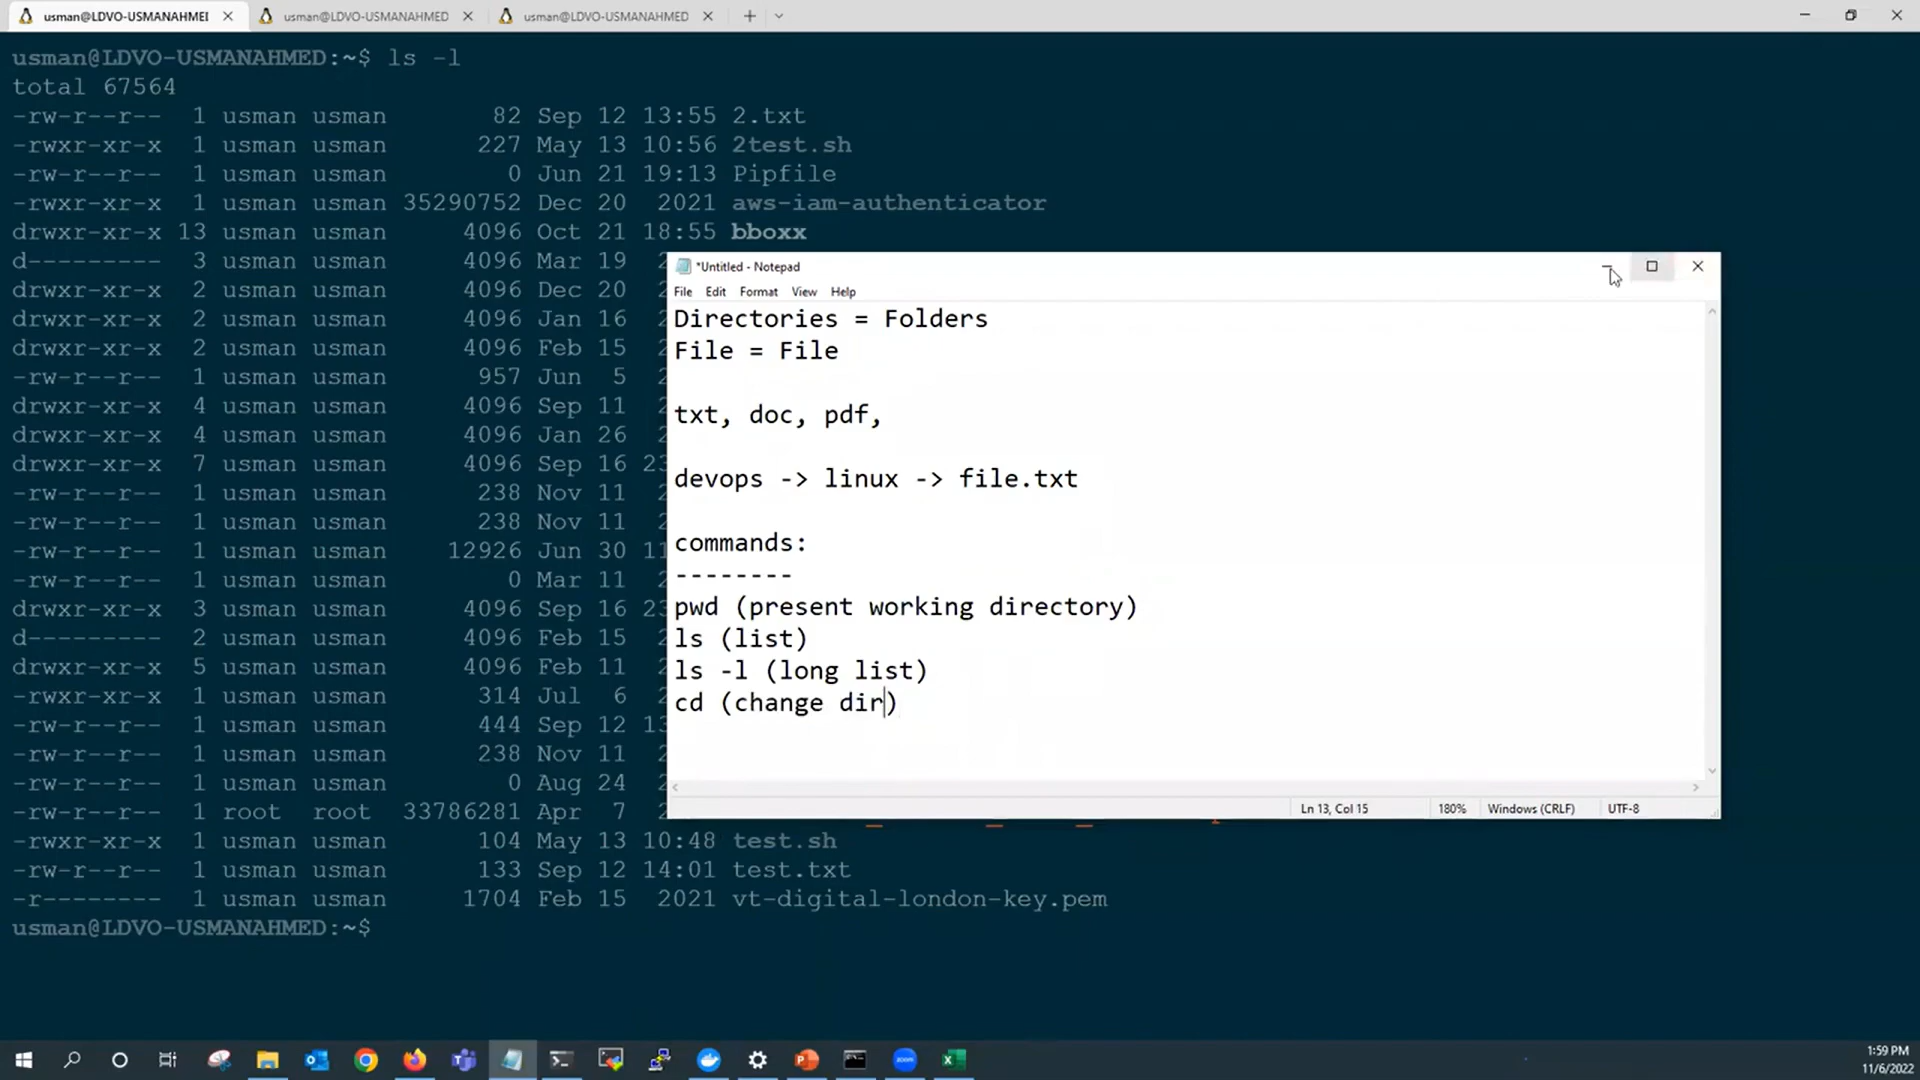 usman@LDVO-USMANAHMEI
usman@LDVO-USMANAHMED
usman@LDVO-USMANAHMED
usman@LDVO-USMANAHMED:~$ ls -l
total 67564
-rw-r--r-- 1 usman usman 82 Sep 12 13:55 2.txt
-rwxr-xr-x 1 usman usman 227 May 13 10:56 2test.sh
-rw-r--r-- 1 usman usman 0 Jun 21 19:13 Pipfile
-rwxr-xr-x 1 usman usman 35290752 Dec 20 2021 aws-iam-authenticator
drwxr-xr-x 13 usman usman 4096 Oct 21 18:55 bboxx
d--------- 3 usman usman 4096 Mar 19
drwxr-xr-x 2 usman usman 4096 Dec 20
drwxr-xr-x 2 usman usman 4096 Jan 16
drwxr-xr-x 2 usman usman 4096 Feb 15
-rw-r--r-- 1 usman usman 957 Jun 5
drwxr-xr-x 4 usman usman 4096 Sep 11
drwxr-xr-x 4 usman usman 4096 Jan 26
drwxr-xr-x 7 usman usman 4096 Sep 16 23
-rw-r--r-- 1 usman usman 238 Nov 11
-rw-r--r-- 1 usman usman 238 Nov 11
-rw-r--r-- 1 usman usman 12926 Jun 30 11
-rw-r--r-- 1 usman usman 0 Mar 11
drwxr-xr-x 3 usman usman 4096 Sep 16 23
d--------- 2 usman usman 4096 Feb 15
drwxr-xr-x 5 usman usman 4096 Feb 11
-rwxr-xr-x 1 usman usman 314 Jul 6
-rw-r--r-- 1 usman usman 444 Sep 12 13
-rw-r--r-- 1 usman usman 238 Nov 11
-rw-r--r-- 1 usman usman 0 Aug 24
-rw-r--r-- 1 root root 33786281 Apr 7
-rwxr-xr-x 1 usman usman 104 May 13 10:48 test.sh
-rw-r--r-- 1 usman usman 133 Sep 12 14:01 test.txt
-r-------- 1 usman usman 1704 Feb 15 2021 vt-digital-london-key.pem
usman@LDVO-USMANAHMED:~$
*Untitled - Notepad
File Edit Format View Help
Directories = Folders
File = File
txt, doc, pdf,
devops -> linux -> file.txt
commands:
--------
pwd (present working directory)
ls (list)
ls -l (long list)
cd (change dir)
Ln 13, Col 15 180% Windows (CRLF) UTF-8
zoom
1:59 PM
11/6/2022